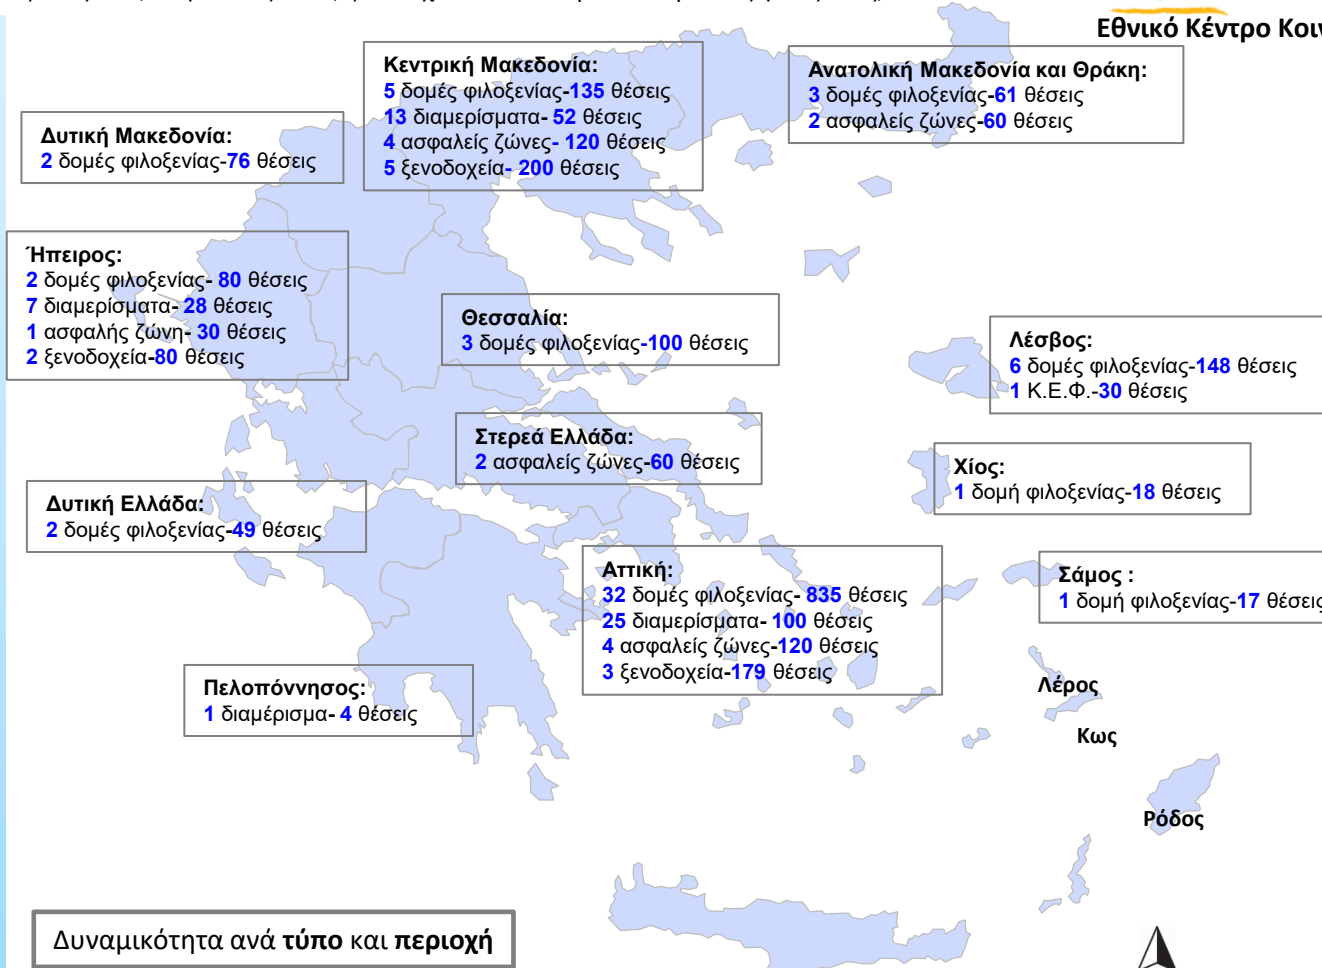 Εθνικό Κέντρο
Κεντρική Μακεδονία:
5 δομές φιλοξενίας-135 θέσεις
13 διαμερίσματα- 52 θέσεις
4 ασφαλείς ζώνες- 120 θέσεις
5 ξενοδοχεία- 200 θέσεις
Ανατολική Μακεδονία και Θράκη:
3 δομές φιλοξενίας-61 θέσεις
2 ασφαλείς ζώνες-60 θέσεις
Δυτική Μακεδονία:
2 δομές φιλοξενίας-76 θέσεις
Ήπειρος:
2 δομές φιλοξενίας- 80 θέσεις
7 διαμερίσματα- 28 θέσεις
1 ασφαλής ζώνη- 30 θέσεις
2 ξενοδοχεία-80 θέσεις
Θεσσαλία:
3 δομές φιλοξενίας-100 θέσεις
Λέσβος:
6 δομές φιλοξενίας-148 θέσεις
1 Κ.Ε.Φ.-30 θέσεις
Στερεά Ελλάδα:
2 ασφαλείς ζώνες-60 θέσεις
Χίος:
1 δομή φιλοξενίας-18 θέσεις
Δυτική Ελλάδα:
2 δομές φιλοξενίας-49 θέσεις
Αττική:
32 δομές φιλοξενίας- 835 θέσεις
25 διαμερίσματα- 100 θέσεις
4 ασφαλείς ζώνες-120 θέσεις
3 ξενοδοχεία-179 θέσεις
Σάμος :
1 δομή φιλοξενίας-17 θέσεις
Πελοπόννησος:
1 διαμέρισμα- 4 θέσεις
Λέρος
Κως
Ρόδος
Δυναμικότητα ανά τύπο και περιοχή